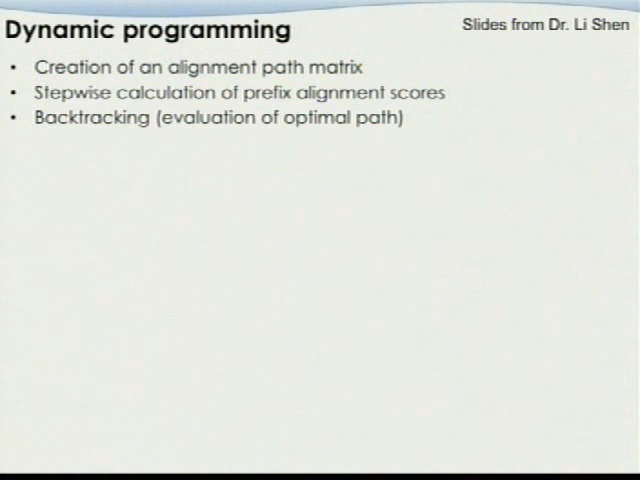 Dynamic programming
Slides from Dr. Li Shen
• Creation of an alignment path matrix
• Stepwise calculation of prefix alignment scores
• Backtracking (evaluation of optimal path)